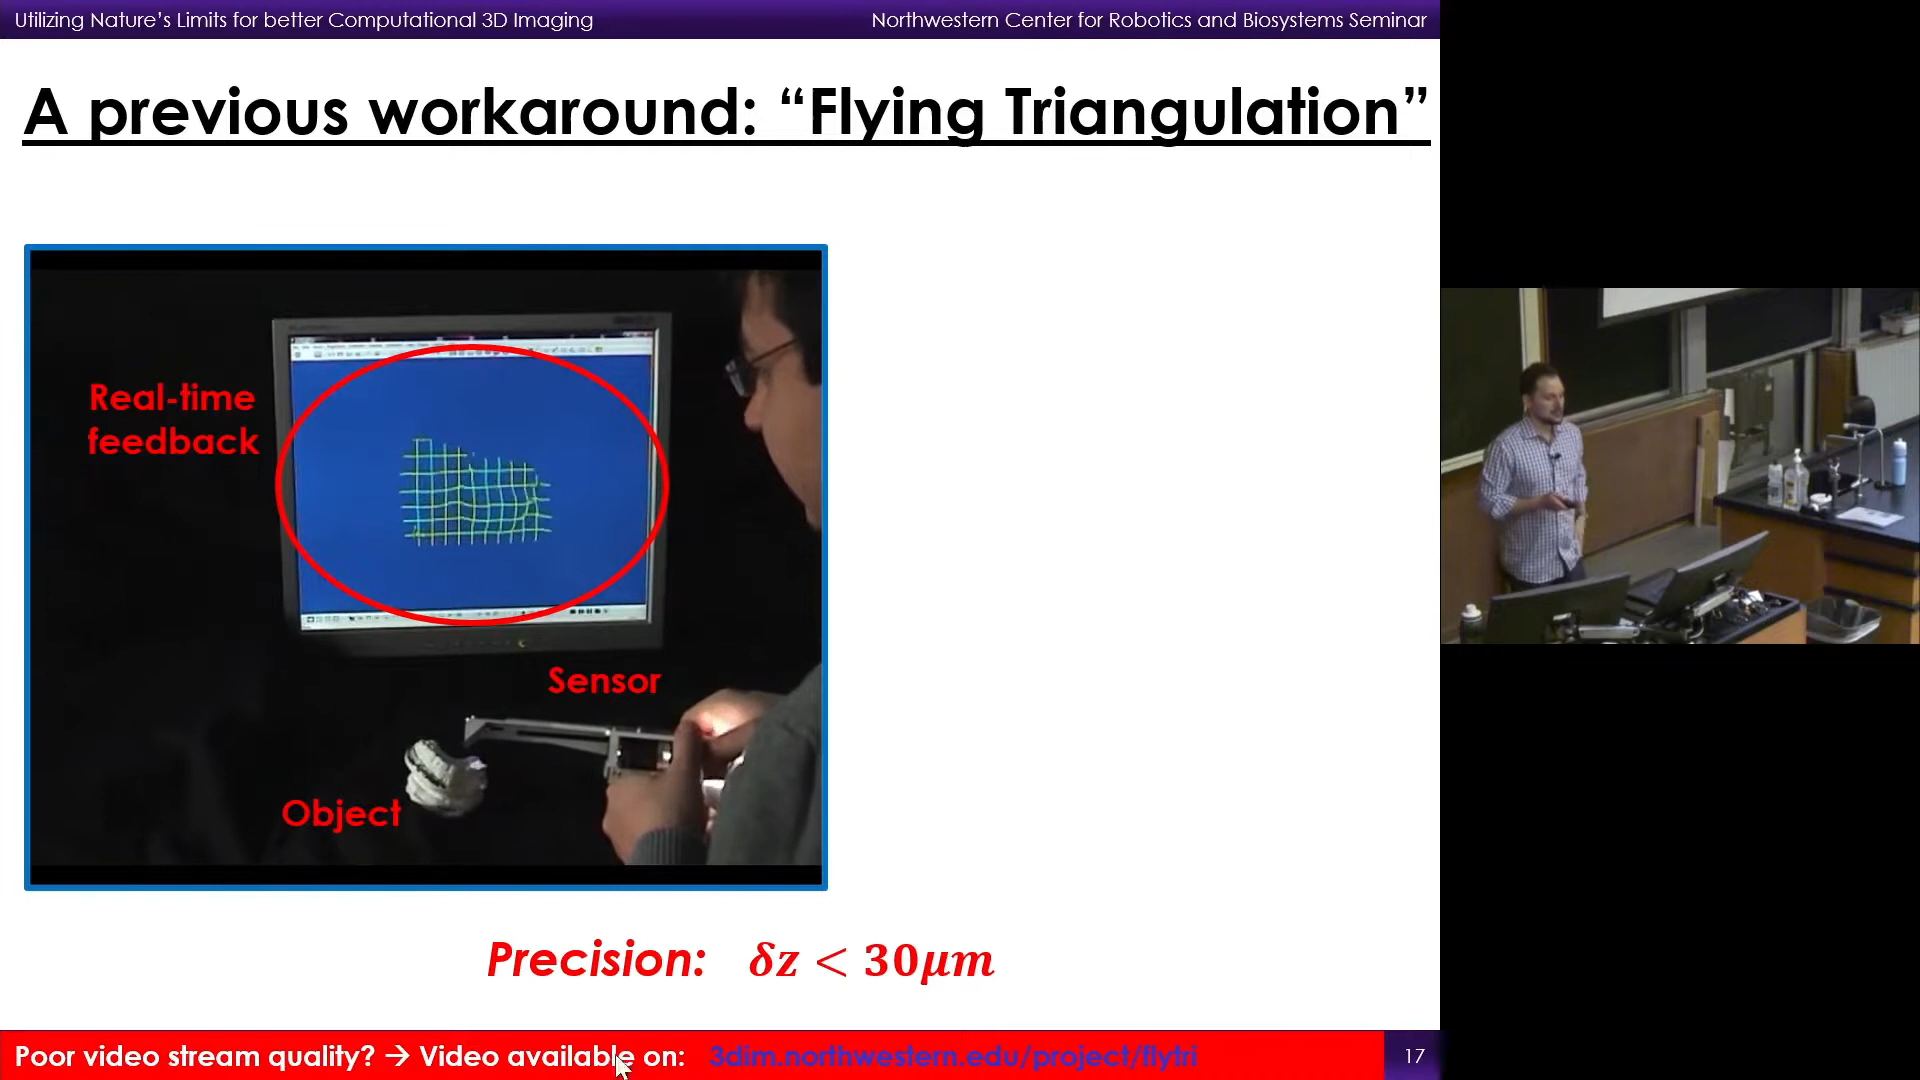 Utilizing Nature’s Limits for better Computational 3D Imaging
Northwestern Center for Robotics and Biosystems Seminar
A previous workaround: “Flying Triangulation”
Real-time
feedback
Sensor
Object
Precision: δz < 30μm
Poor video stream quality? → Video available on: 3dim.northwestern.edu/project/flytri
17